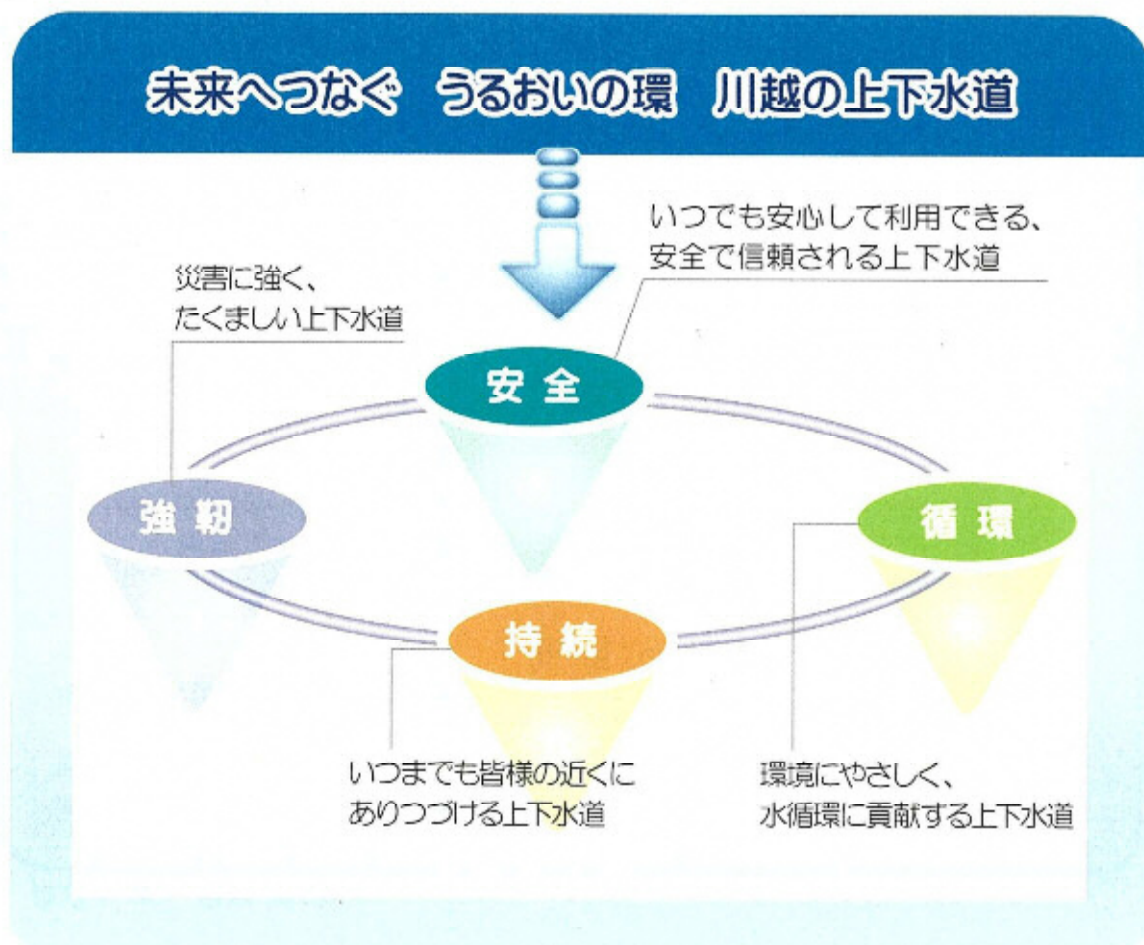 未来へつなぐ うるおいの環 川越の上下水道
いつでも安心して利用できる、
安全で信頼される上下水道
災害に強く、
たくましい上下水道
安全
強靭
循環
持続
いつまでも皆様の近くに
ありつづける上下水道
環境にやさしく、
水循環に貢献する上下水道